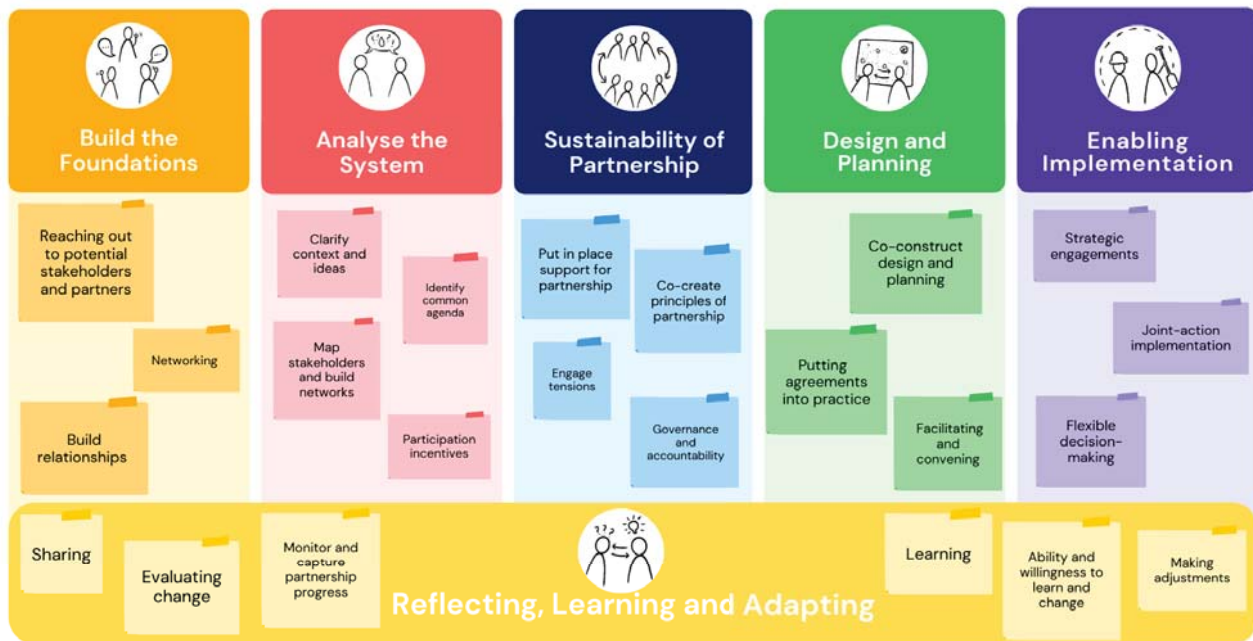 Build the
Foundations
Reaching out
to potential
stakeholders
and partners
Networking
Build
relationships
Analyse the
System
Clarify
context and
ideas
Identify
common
agenda
Map
stakeholders
and build
networks
Participation
incentives
Sustainability of
Partnership
Put in place
support for
partnership
Co-create
principles of
partnership
Engage
tensions
Governance
and
accountability
Design and
Planning
Co-construct
design and
planning
Putting
agreements
into practice
Facilitating
and
convening
Enabling
Implementation
Strategic
engagements
Joint-action
implementation
Flexible
decision-
making
Sharing
Evaluating
change
Monitor and
capture
partnership
progress
???
Reflecting, Learning and Adapting
Learning
Ability and
willingness to
learn and
change
Making
adjustments